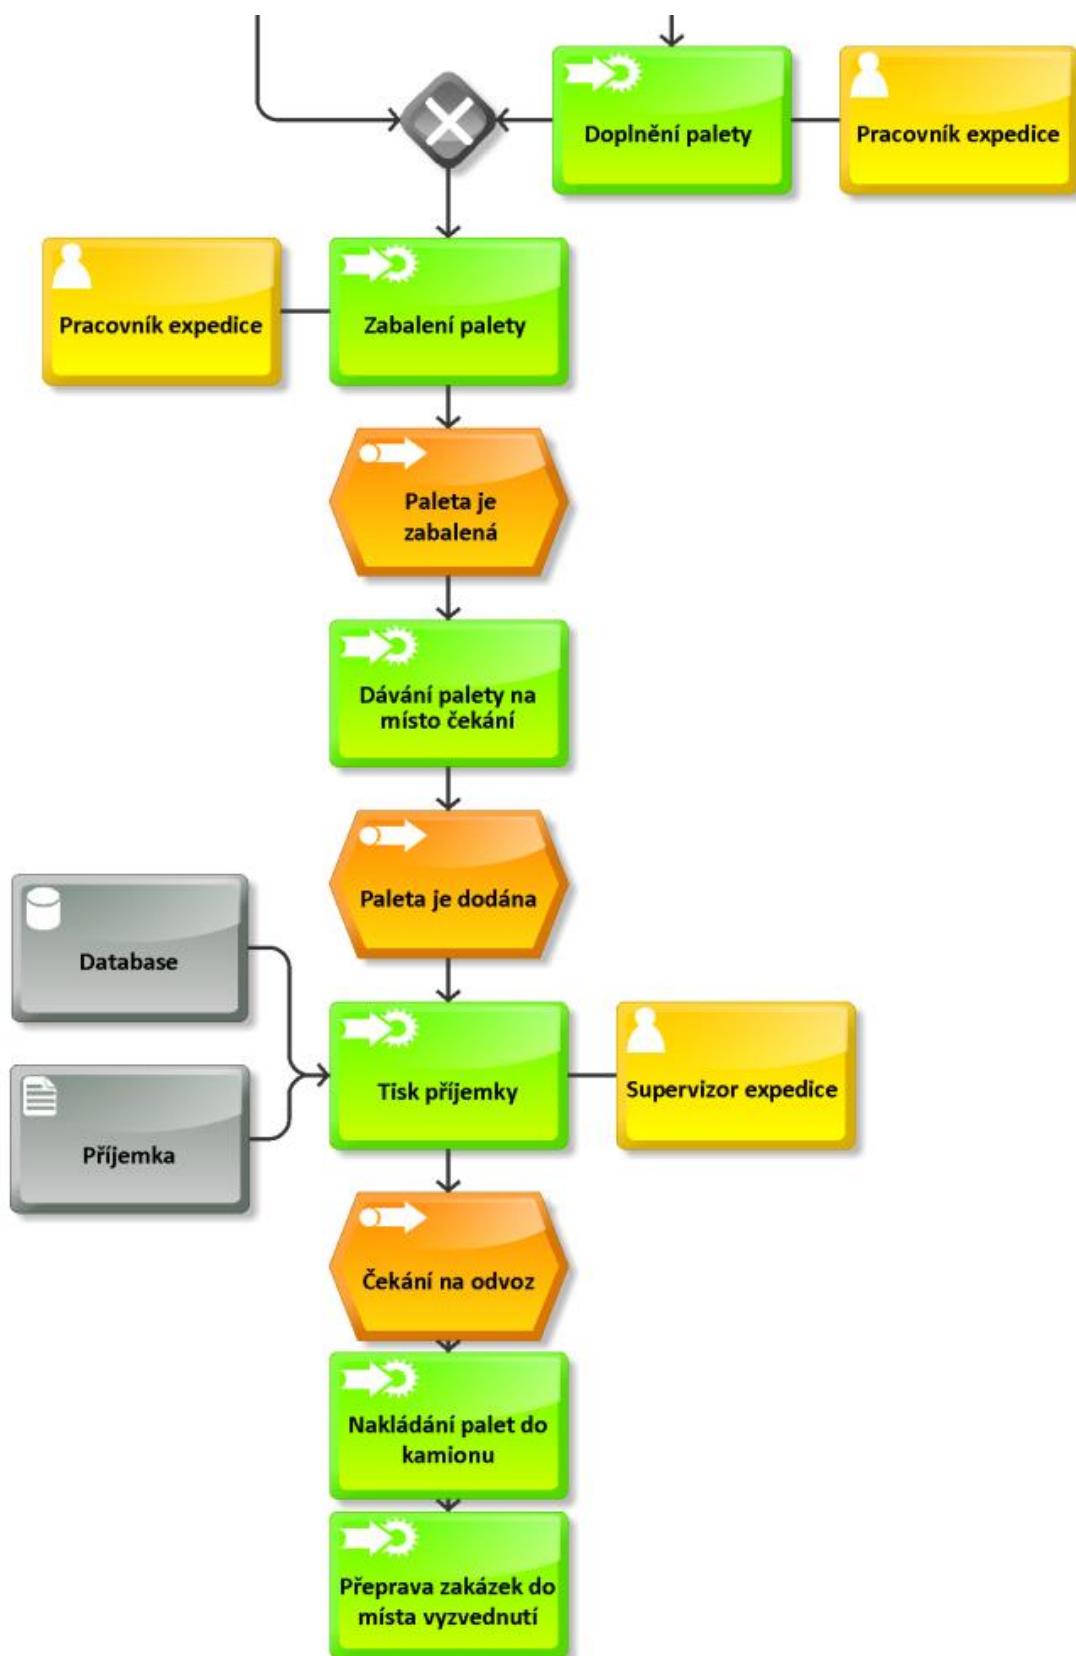 Doplnění palety
Pracovník expedice
Pracovník expedice
Zabalení palety
Paleta je
zabalená
Dávání palety na
místo čekání
Paleta je dodána
Database
Tisk příjemky
Supervizor expedice
Příjemka
Čekání na odvoz
Nakládání palet do
kamionu
Přeprava zakázek do
místa vyzvednutí